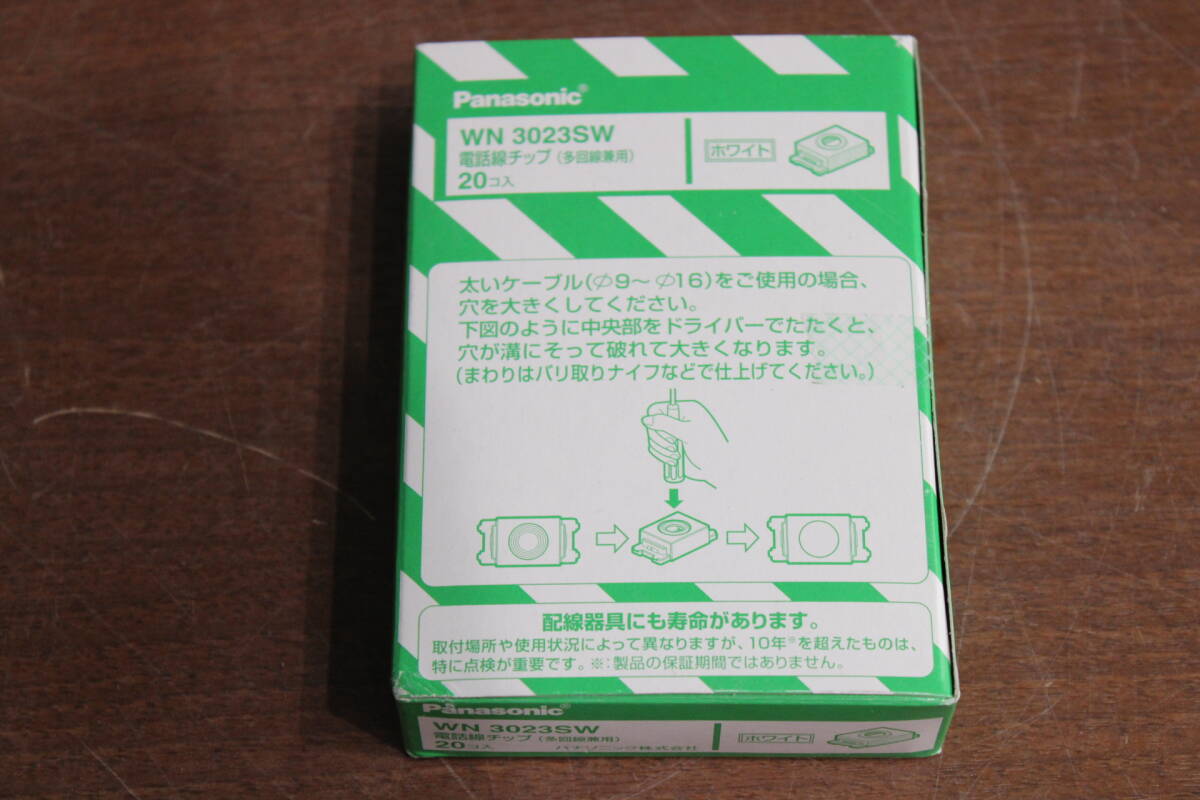 Panasonic®
WN 3023SW
電話線チップ（多回線兼用）
20コ入
ホワイト
太いケーブル(φ9～φ16)をご使用の場合、
穴を大きくしてください。
下図のように中央部をドライバーでたたくと、
穴が溝にそって破れて大きくなります。
(まわりはバリ取りナイフなどで仕上げてください。)
配線器具にも寿命があります。
取付場所や使用状況によって異なりますが、10年※を超えたものは、
特に点検が重要です。※:製品の保証期間ではありません。
Panasonic®
WN 3023SW
電話線チップ（多回線兼用）
20コ入 パナソニック株式会社
ホワイト